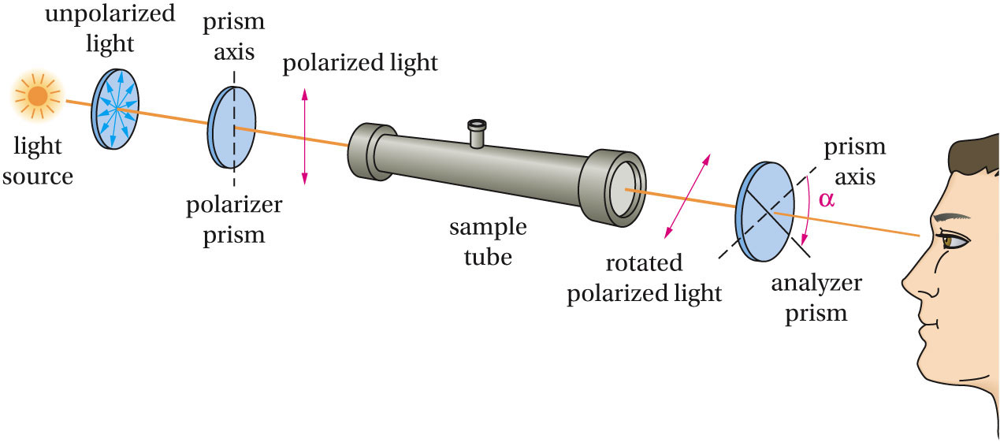 unpolarized
light
prism
axis
polarized light
light
source
polarizer
prism
sample
tube
rotated
polarized light
prism
axis
α
analyzer
prism